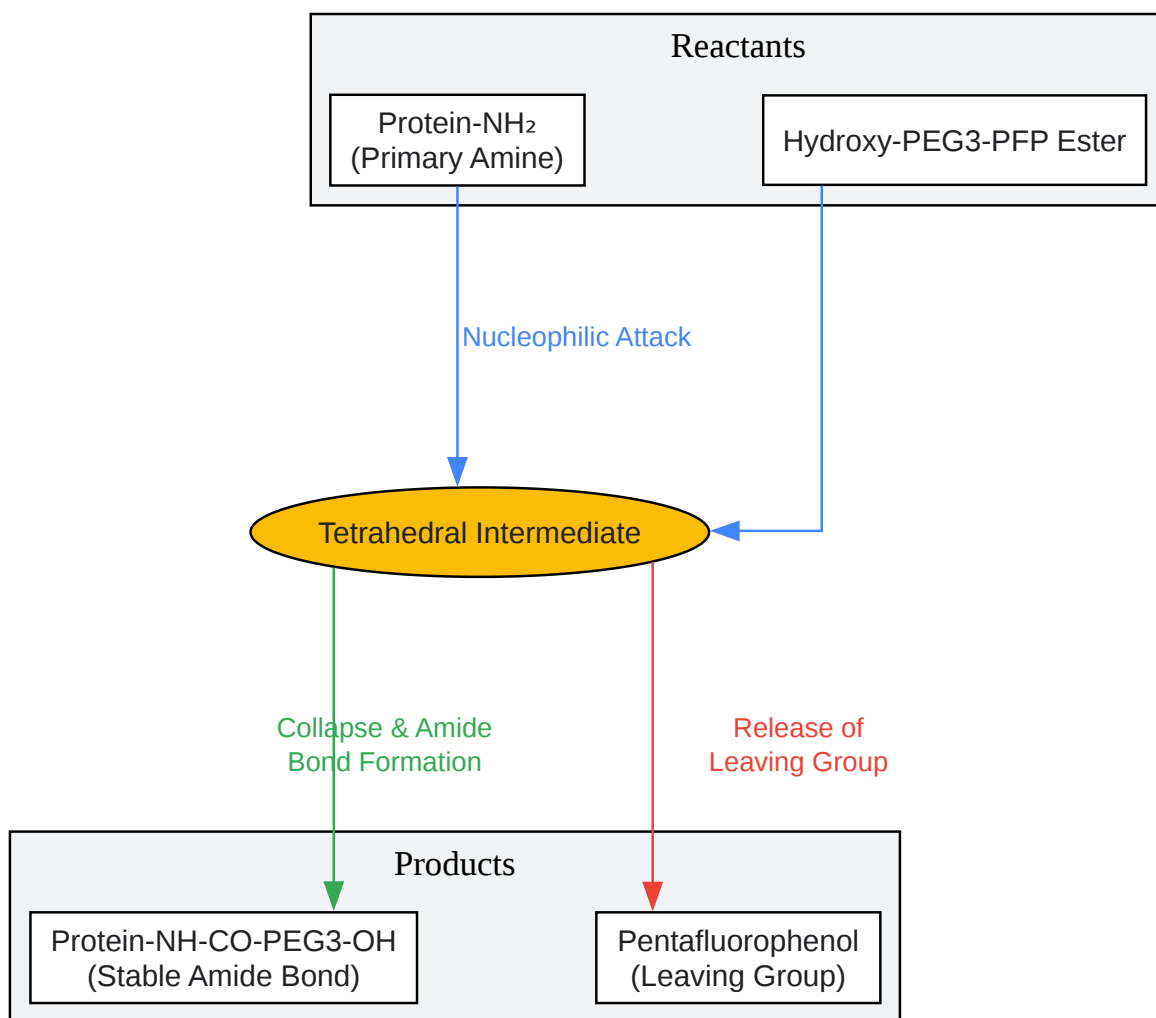 Reactants
Protein-NH₂
(Primary Amine)
Hydroxy-PEG3-PFP Ester
Nucleophilic Attack
Tetrahedral Intermediate
Collapse & Amide
Bond Formation
Release of
Leaving Group
Products
Protein-NH-CO-PEG3-OH
(Stable Amide Bond)
Pentafluorophenol
(Leaving Group)